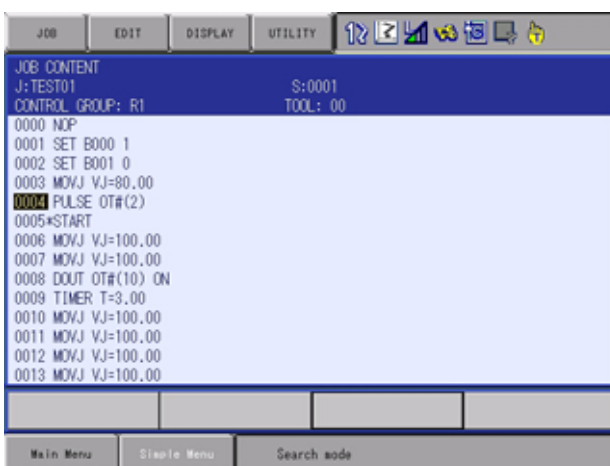 JOB EDIT DISPLAY UTILITY
JOB CONTENT
J:TEST01 S:0001
CONTROL GROUP: R1 TOOL: 00
0000 NOP
0001 SET B000 1
0002 SET B001 0
0003 MOVJ VJ=80.00
0004 PULSE OT#(2)
0005*START
0006 MOVJ VJ=100.00
0007 MOVJ VJ=100.00
0008 DOUT OT#(10) ON
0009 TIMER T=3.00
0010 MOVJ VJ=100.00
0011 MOVJ VJ=100.00
0012 MOVJ VJ=100.00
0013 MOVJ VJ=100.00
Main Menu Simple Menu Search mode